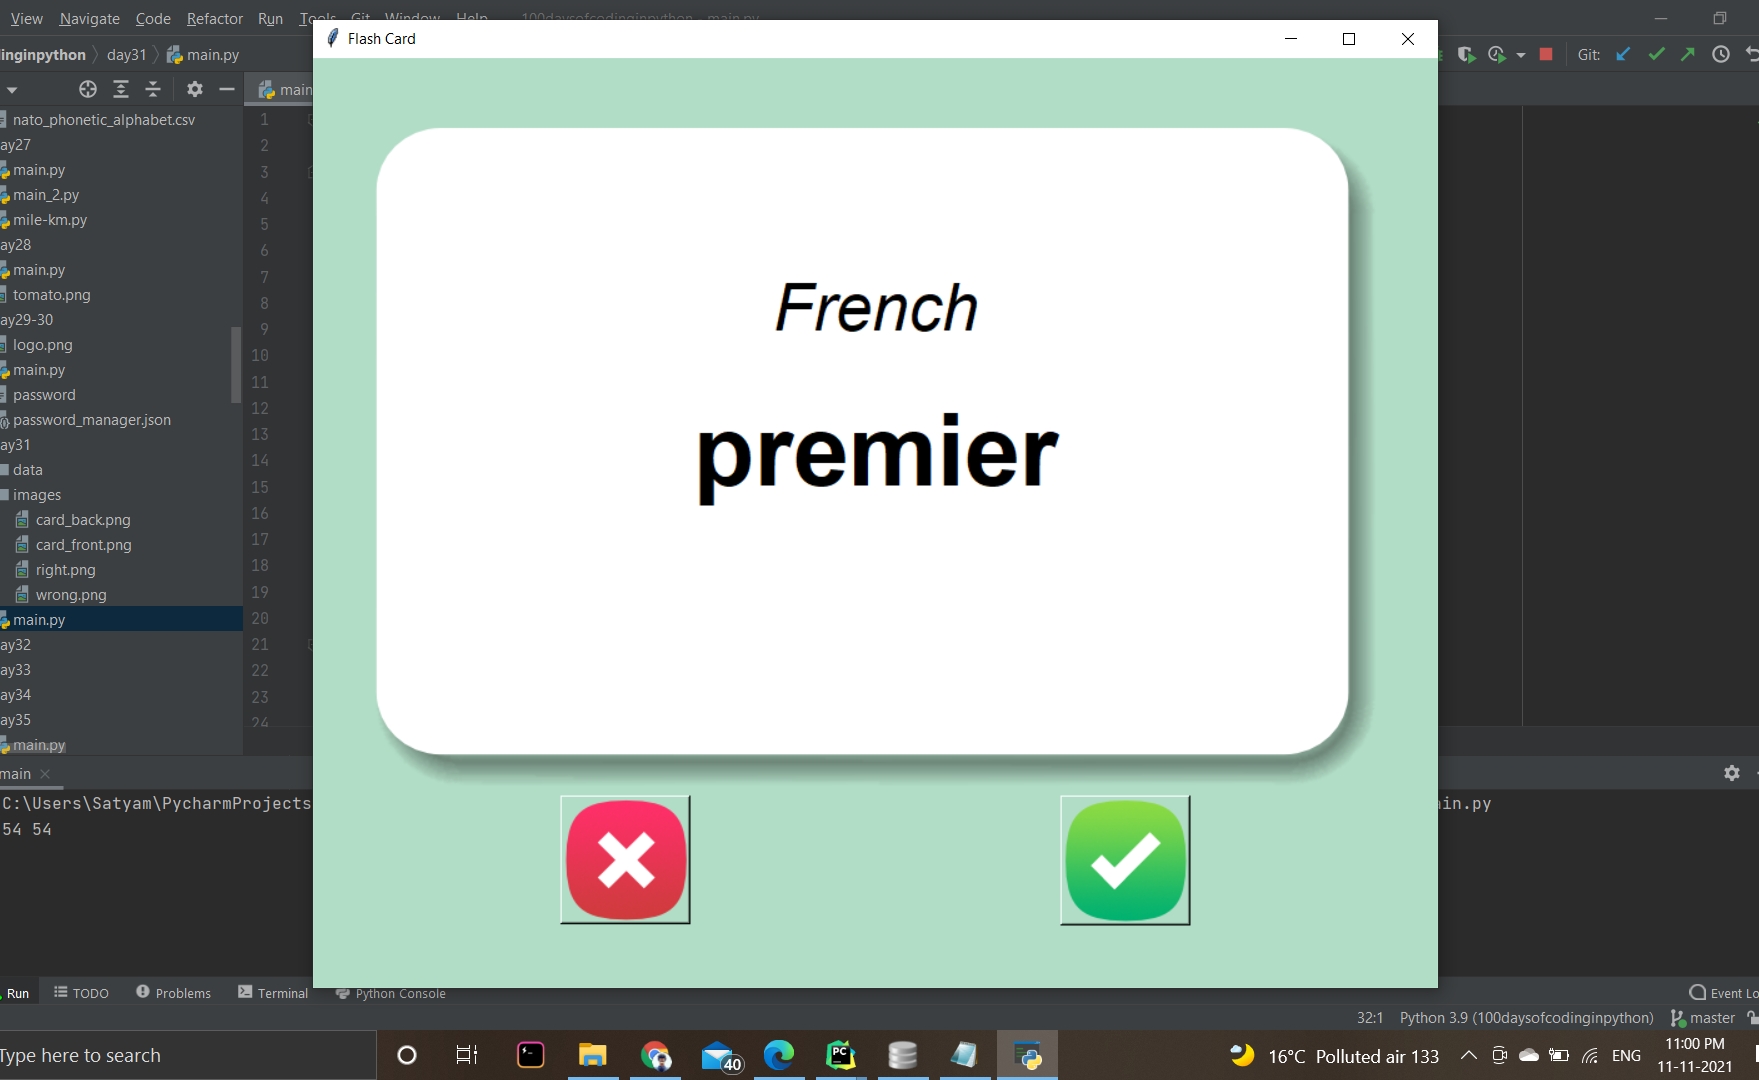 View Navigate Code Refactor Run Tools Git Window Help 100daysofcodinginpython - main.py
Flash Card
inginpython day31 main.py
Git:
main
nato_phonetic_alphabet.csv
ay27
main.py
main_2.py
mile-km.py
ay28
main.py
tomato.png
ay29-30
logo.png
main.py
password
password_manager.json
ay31
data
images
card_back.png
card_front.png
right.png
wrong.png
main.py
ay32
ay33
ay34
ay35
main.py
1
2
3
4
5
6
7
8
9
10
11
12
13
14
15
16
17
18
19
20
21
22
23
24
French
premier
main
C:\Users\Satyam\PycharmProjects
ain.py
54 54
Run TODO Problems Terminal Python Console Event Lo
32:1 Python 3.9 (100daysofcodinginpython) master
Type here to search
PC
40
16°C Polluted air 133 ENG
11:00 PM
11-11-2021